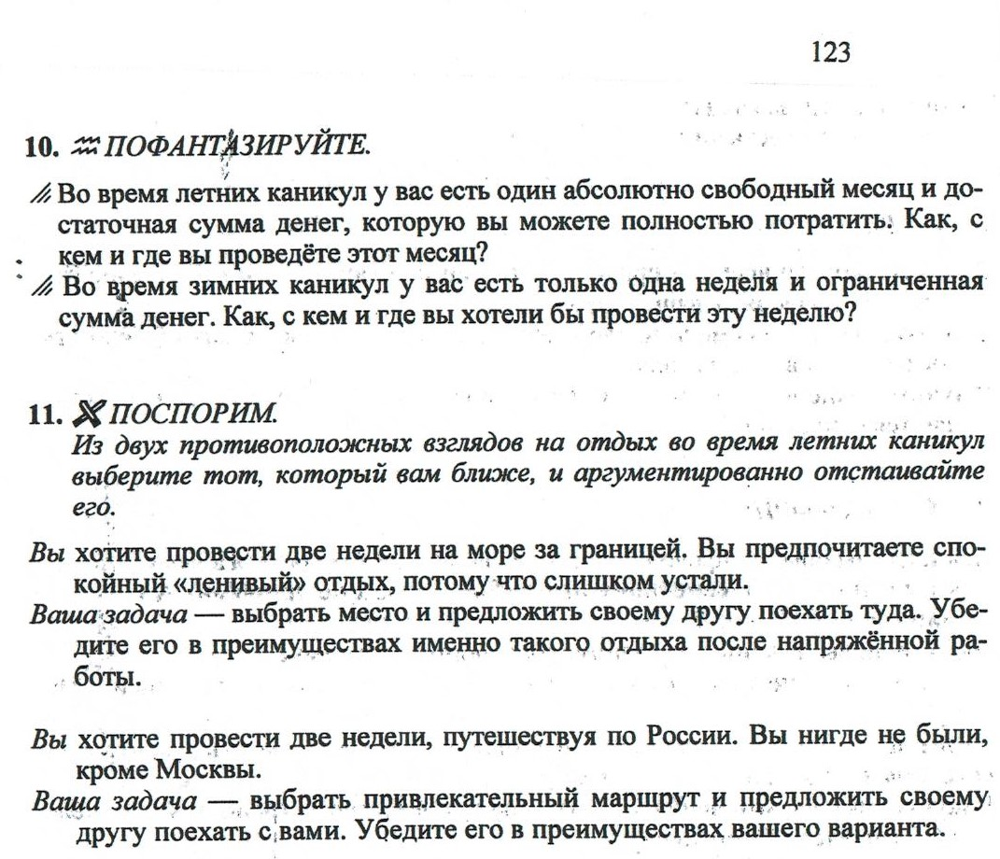 123
10. ПОФАНТАЗИРУЙТЕ.
Во время летних каникул у вас есть один абсолютно свободный месяц и до-
статочная сумма денег, которую вы можете полностью потратить. Как, с
кем и где вы проведёте этот месяц?
Во время зимних каникул у вас есть только одна неделя и ограниченная
сумма денег. Как, с кем и где вы хотели бы провести эту неделю?
11. ПОСПОРИМ.
Из двух противоположных взглядов на отдых во время летних каникул
выберите тот, который вам ближе, и аргументированно отстаивайте
его.
Вы хотите провести две недели на море за границей. Вы предпочитаете спо-
койный «ленивый» отдых, потому что слишком устали.
Ваша задача — выбрать место и предложить своему другу поехать туда. Убе-
дите его в преимуществах именно такого отдыха после напряжённой ра-
боты.
Вы хотите провести две недели, путешествуя по России. Вы нигде не были,
кроме Москвы.
Ваша задача — выбрать привлекательный маршрут и предложить своему
другу поехать с вами. Убедите его в преимуществах вашего варианта.